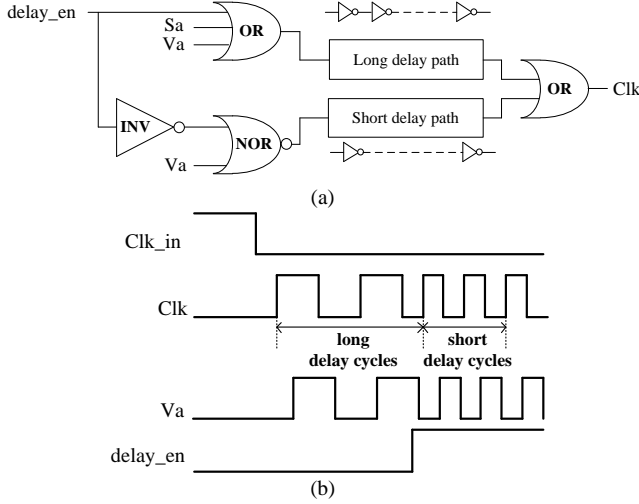 delay_en
Sa
Va
OR
Long delay path
OR
Clk
INV
NOR
Short delay path
Va
(a)
Clk_in
Clk
long
delay cycles
short
delay cycles
Va
delay_en
(b)